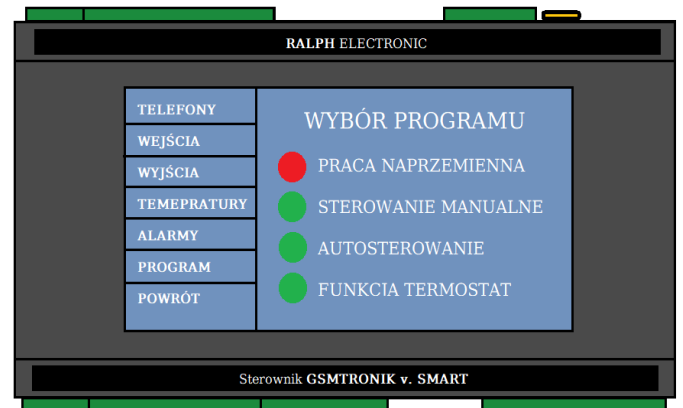 RALPH ELECTRONIC
TELEFONY
WEJŚCIA
WYJŚCIA
TEMEPRATURY
ALARMY
PROGRAM
POWRÓT
WYBÓR PROGRAMU
PRACA NAPRZEMIENNA
STEROWANIE MANUALNE
AUTOSTEROWANIE
FUNKCIA TERMOSTAT
Sterownik GSMTRONIK v. SMART